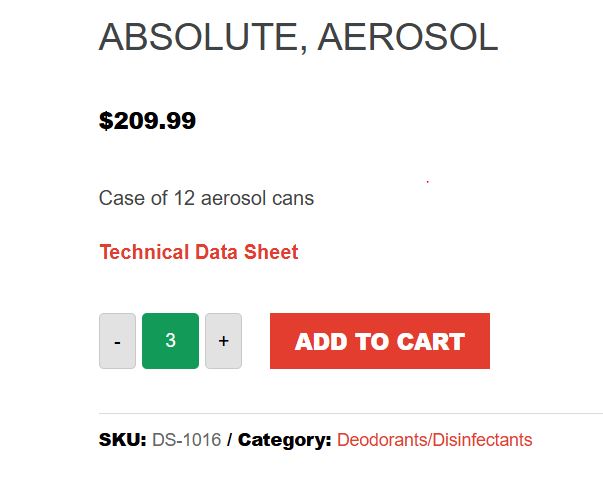 ABSOLUTE, AEROSOL
$209.99
Case of 12 aerosol cans
Technical Data Sheet
- 3 + ADD TO CART
SKU: DS-1016 / Category: Deodorants/Disinfectants